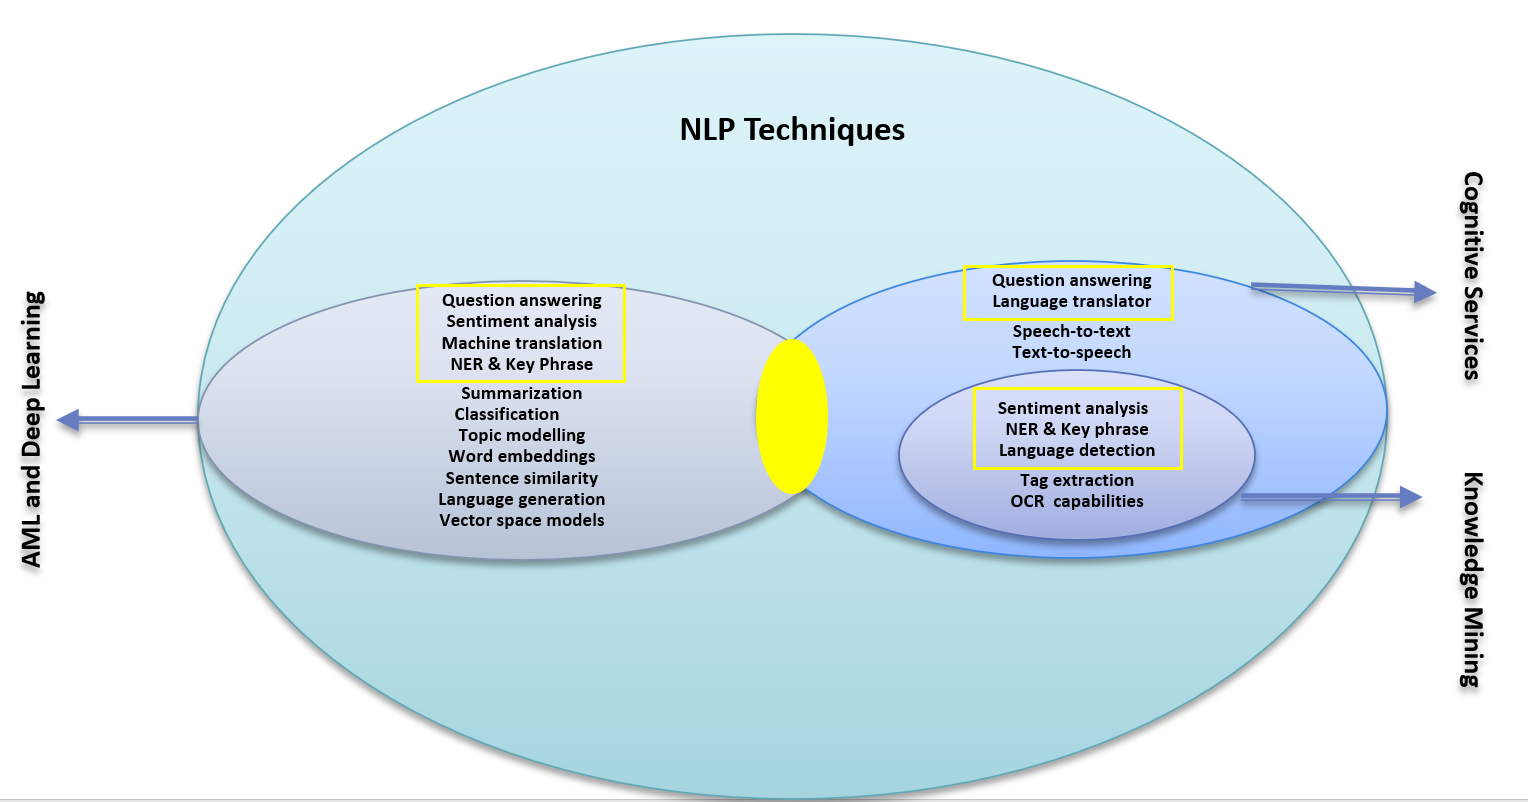 NLP Techniques
AML and Deep Learning
Question answering
Sentiment analysis
Machine translation
NER & Key Phrase
Summarization
Classification
Topic modelling
Word embeddings
Sentence similarity
Language generation
Vector space models
Question answering
Language translator
Speech-to-text
Text-to-speech
Sentiment analysis
NER & Key phrase
Language detection
Tag extraction
OCR capabilities
Cognitive Services
Knowledge Mining